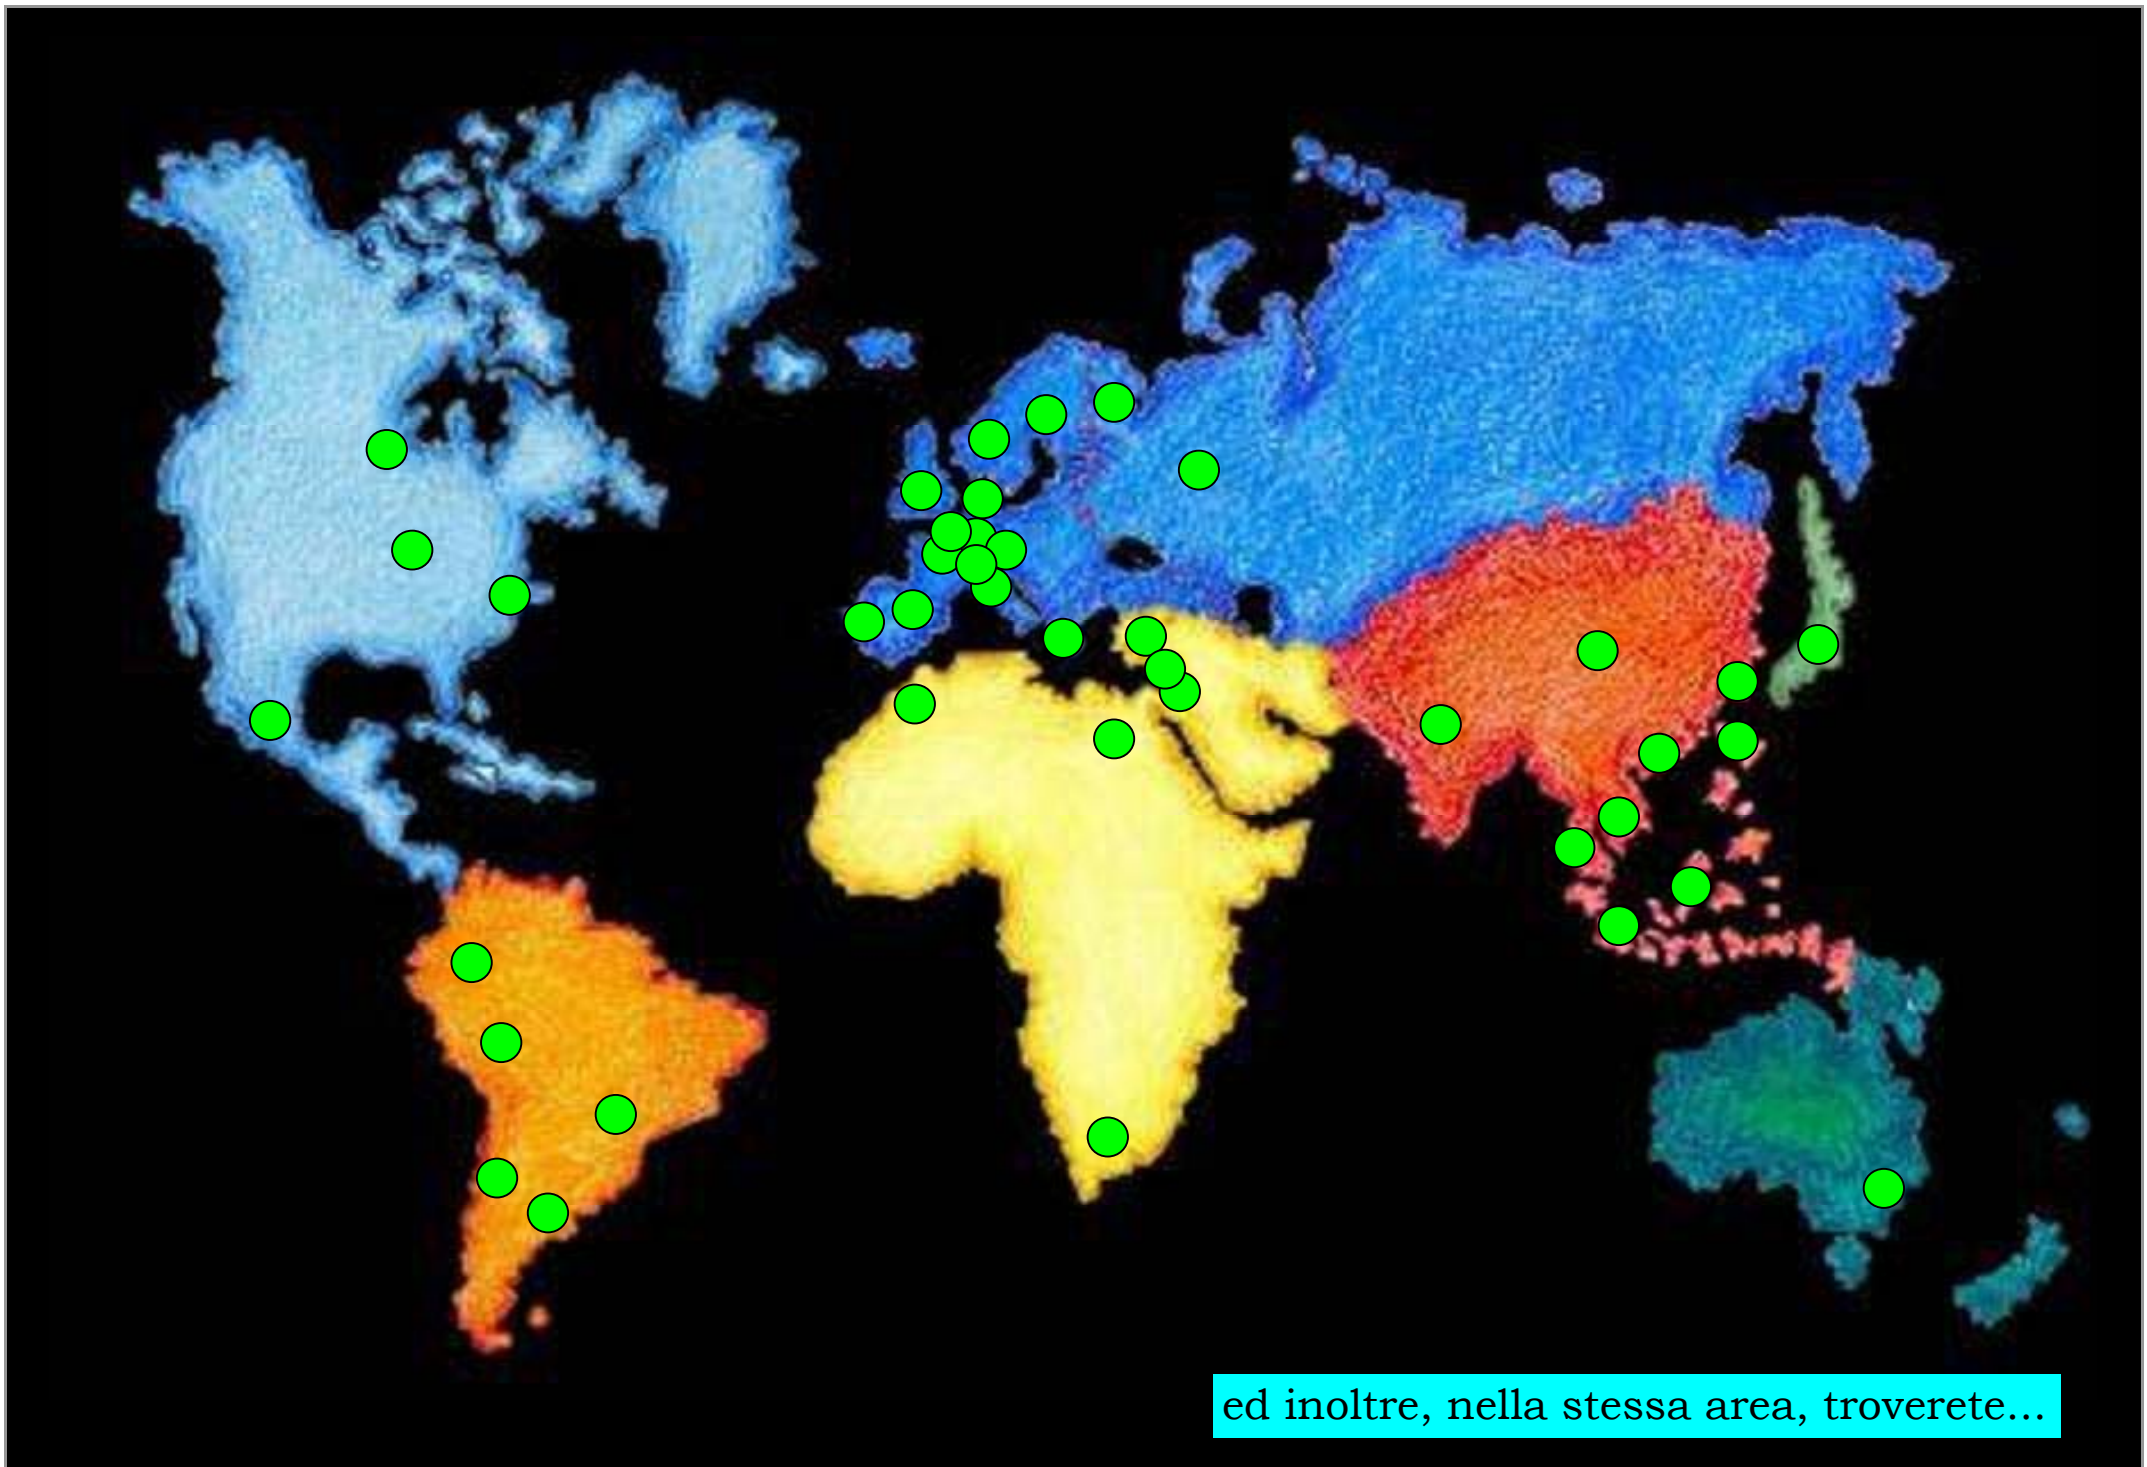 ed inoltre, nella stessa area, troverete…